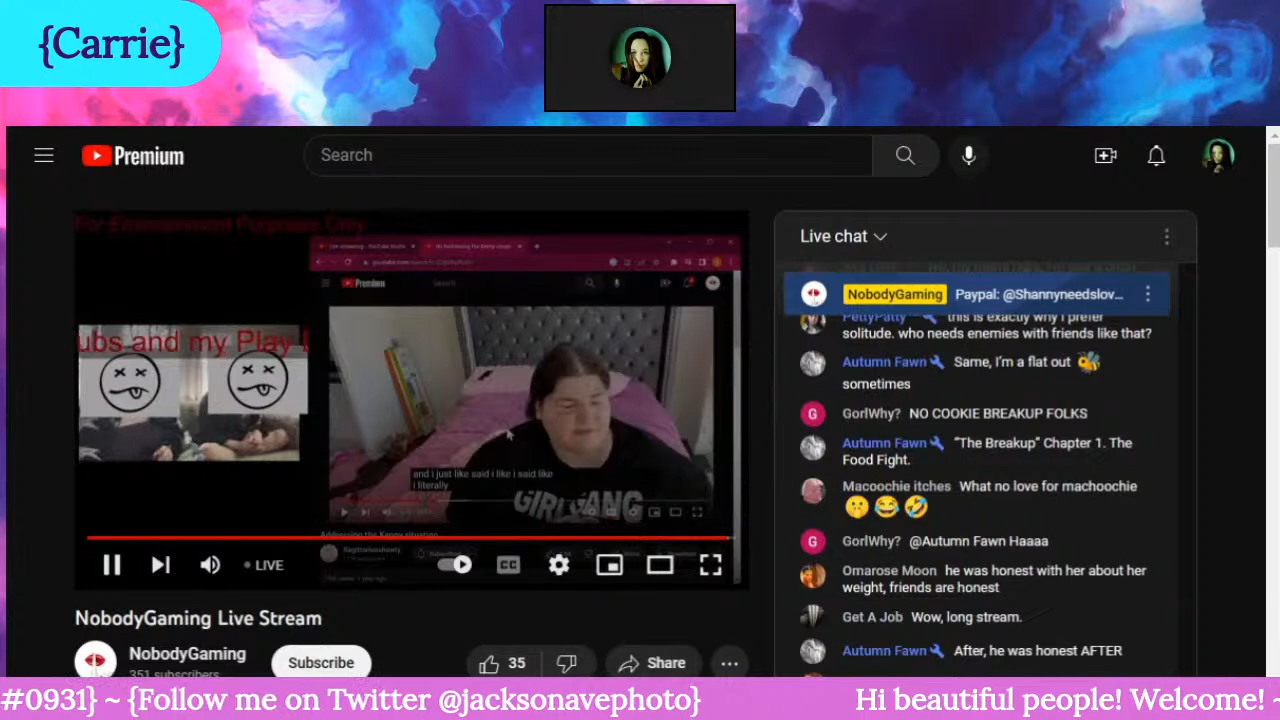 {Carrie}
Premium
Search
For Entertainment Purposes Only
Premium
ubs and my Play
and i just like said i like i said like
i literally
GIRLGANG
LIVE
CC
NobodyGaming Live Stream
NobodyGaming
351 subscribers
Subscribe
35
Share
Live chat
NobodyGaming Paypal: @Shannyneedslov...
PettyPatty this is exactly why i prefer
solitude. who needs enemies with friends like that?
Autumn Fawn Same, I'm a flat out
sometimes
G GorlWhy? NO COOKIE BREAKUP FOLKS
Autumn Fawn "The Breakup" Chapter 1. The
Food Fight.
Macoochie itches What no love for machoochie
G GorlWhy? @Autumn Fawn Haaaa
Omarose Moon he was honest with her about her
weight, friends are honest
Get A Job Wow, long stream.
Autumn Fawn After, he was honest AFTER
#0931} ~ {Follow me on Twitter @jacksonavephoto} Hi beautiful people! Welcome! ~